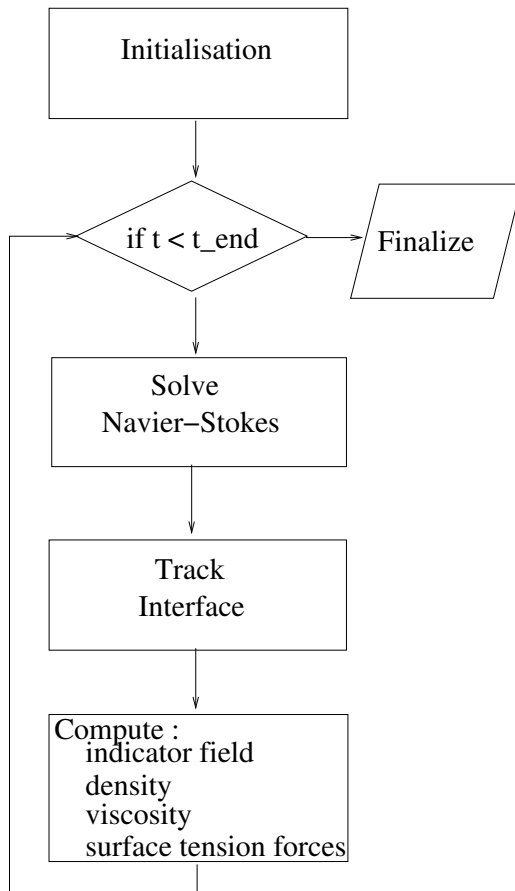 Initialisation
if t < t_end
Finalize
Solve
Navier−Stokes
Track
Interface
Compute :
indicator field
density
viscosity
surface tension forces